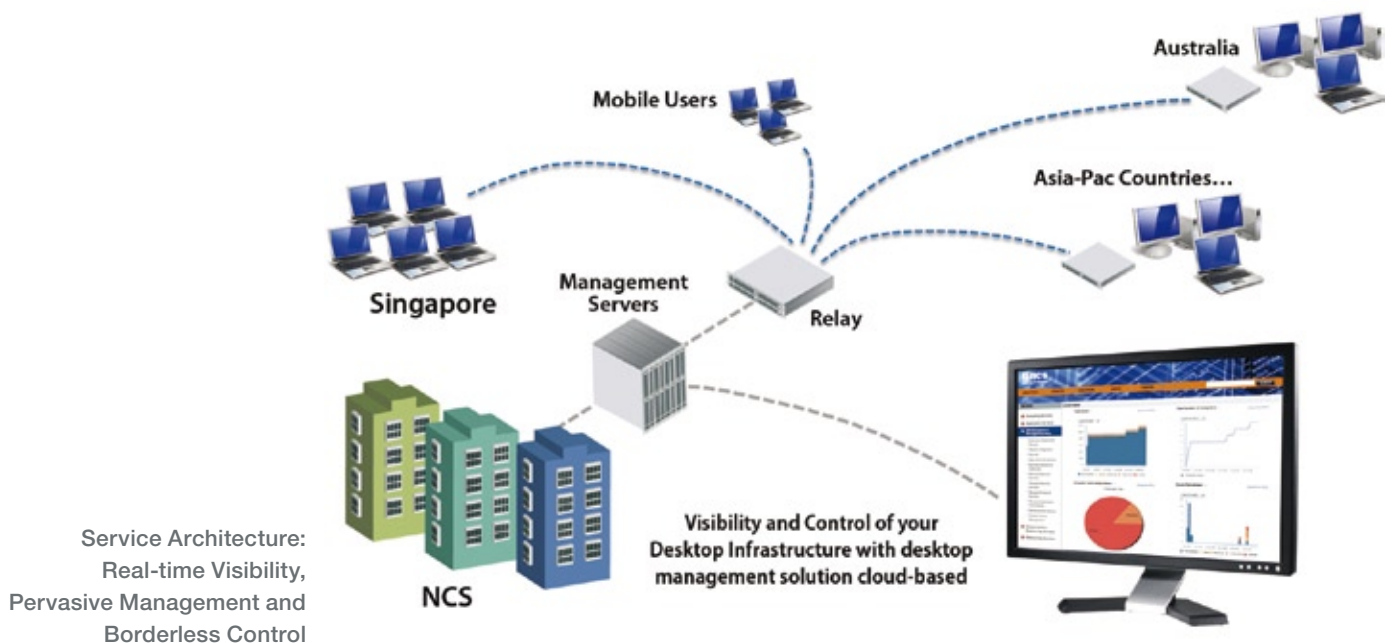 Australia
Mobile Users
Asia-Pac Countries...
Singapore
Management
Servers
Relay
NCS
Visibility and Control of your
Desktop Infrastructure with desktop
management solution cloud-based
Service Architecture:
Real-time Visibility,
Pervasive Management and
Borderless Control